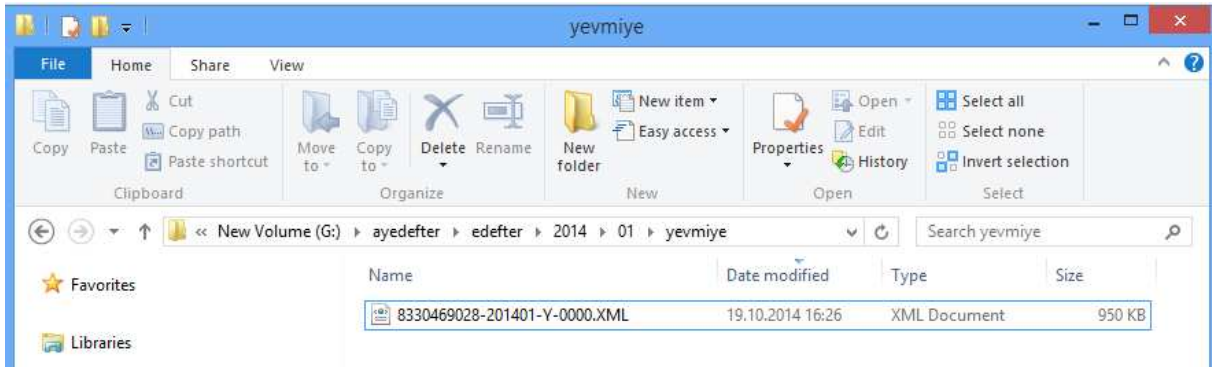 yevmiye
File Home Share View
Copy
Paste
Cut
Copy path
Paste shortcut
Clipboard
Move to
Copy to
Delete
Rename
Organize
New folder
New item
Easy access
New
Properties
Open
Edit
History
Open
Select all
Select none
Invert selection
Select
« New Volume (G:) ayedefter edefter 2014 01 yevmiye
Search yevmiye
Favorites
Libraries
Name Date modified Type Size
8330469028-201401-Y-0000.XML 19.10.2014 16:26 XML Document 950 KB